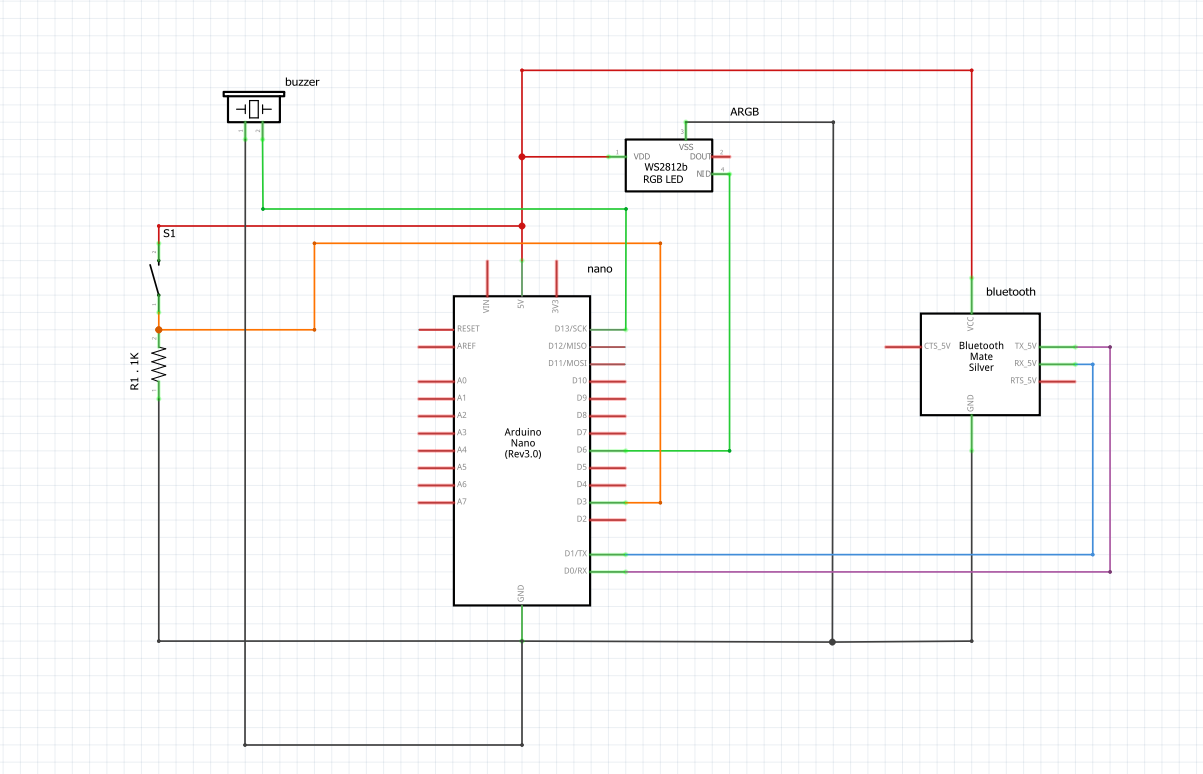 buzzer
1
2
ARGB
3
VSS
1
VDD
DOUT
2
WS2812b
RGB LED
NID
4
S1
1
1
2
R1 . 1K
1
nano
VIN
5V
3V3
RESET
AREF
A0
A1
A2
A3
A4
A5
A6
A7
Arduino
Nano
(Rev3.0)
D13/SCK
D12/MISO
D11/MOSI
D10
D9
D8
D7
D6
D5
D4
D3
D2
D1/TX
D0/RX
GND
bluetooth
VCC
CTS_5V
Bluetooth
Mate
Silver
TX_5V
RX_5V
RTS_5V
GND